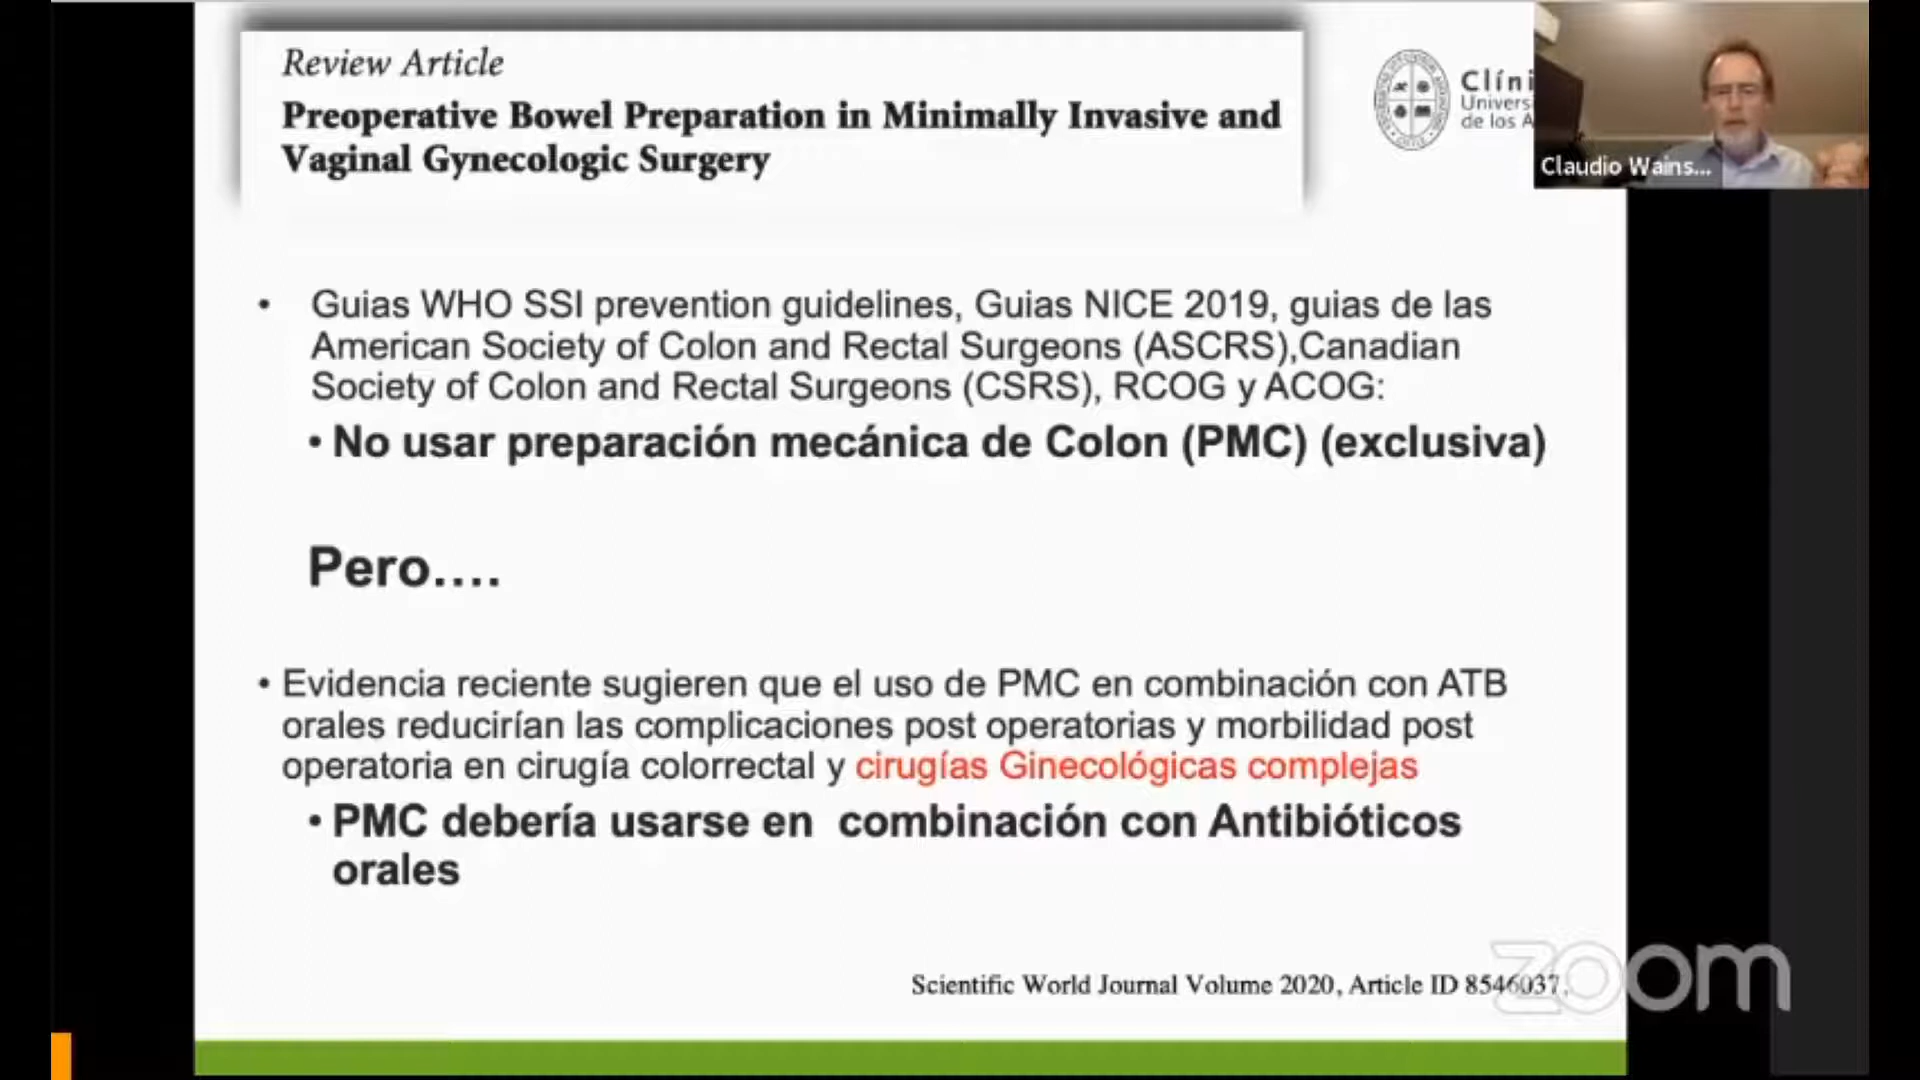 Review Article
Preoperative Bowel Preparation in Minimally Invasive and
Vaginal Gynecologic Surgery
Clíni
Univers
de los A
Claudio Wains...
• Guias WHO SSI prevention guidelines, Guias NICE 2019, guias de las
American Society of Colon and Rectal Surgeons (ASCRS),Canadian
Society of Colon and Rectal Surgeons (CSRS), RCOG y ACOG:
• No usar preparación mecánica de Colon (PMC) (exclusiva)
Pero....
• Evidencia reciente sugieren que el uso de PMC en combinación con ATB
orales reducirían las complicaciones post operatorias y morbilidad post
operatoria en cirugía colorrectal y cirugías Ginecológicas complejas
• PMC debería usarse en combinación con Antibióticos
orales
Scientific World Journal Volume 2020, Article ID 8546037,
zoom